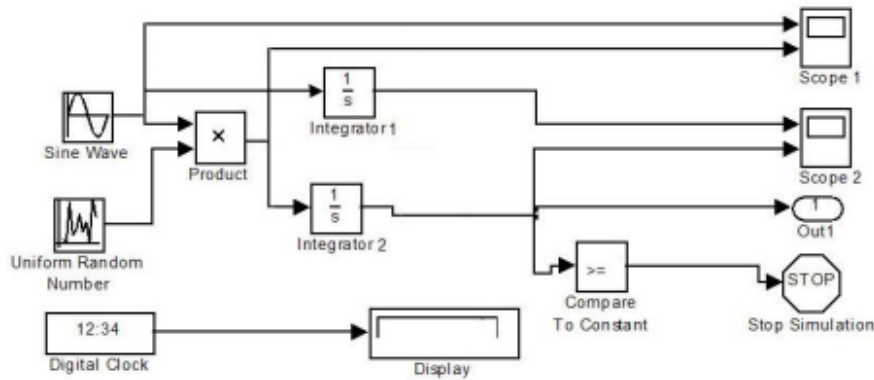 Scope 1
1
s
Integrator 1
Sine Wave
×
Product
Scope 2
1
s
Integrator 2
1
Out1
Uniform Random
Number
>=
Compare
To Constant
STOP
Stop Simulation
12:34
Digital Clock
Display